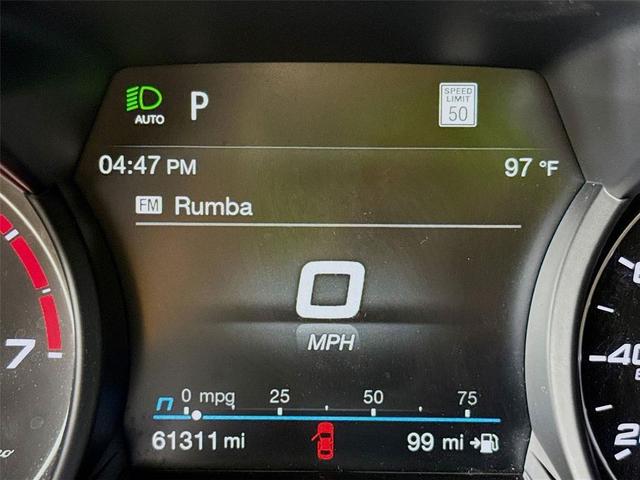 AUTO P SPEED LIMIT 50
04:47 PM 97 °F
FM Rumba
0
MPH
n 0 mpg 25 50 75
61311 mi 99 mi
7